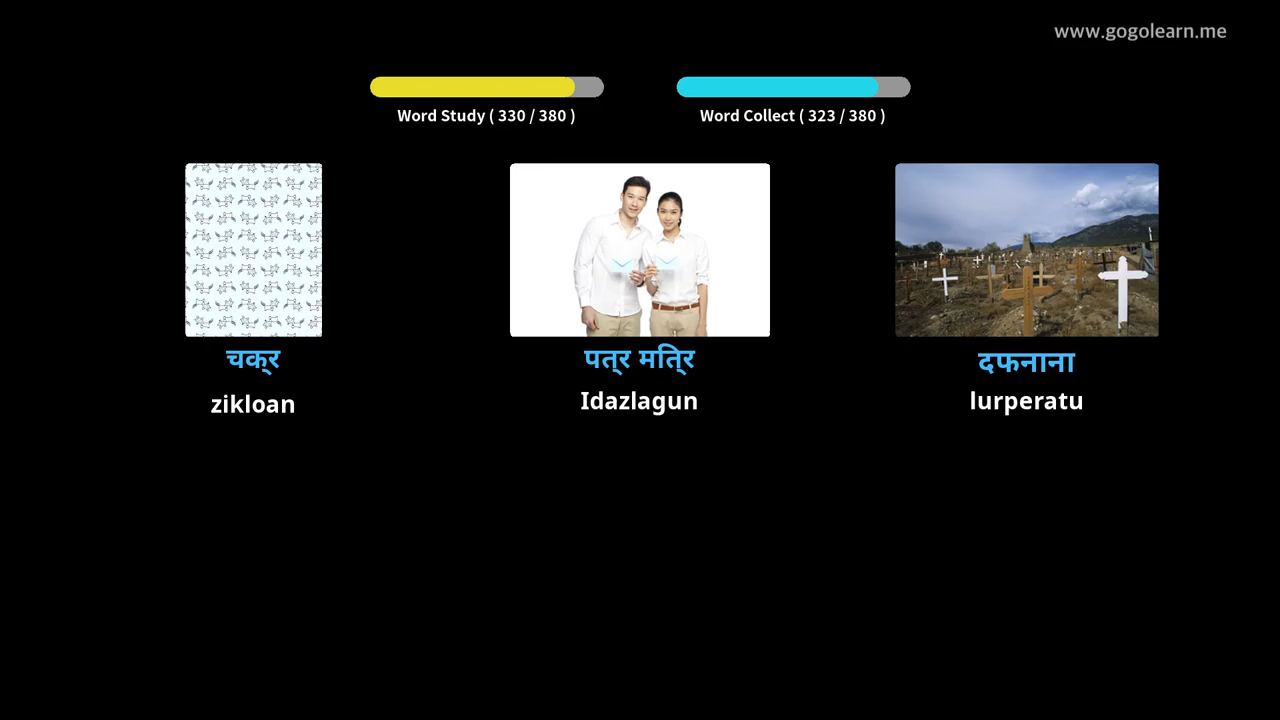 www.gogolearn.me
Word Study ( 330 / 380 )
Word Collect ( 323 / 380 )
चक्र
पत्र मित्र
दफनाना
zikloan
Idazlagun
lurperatu